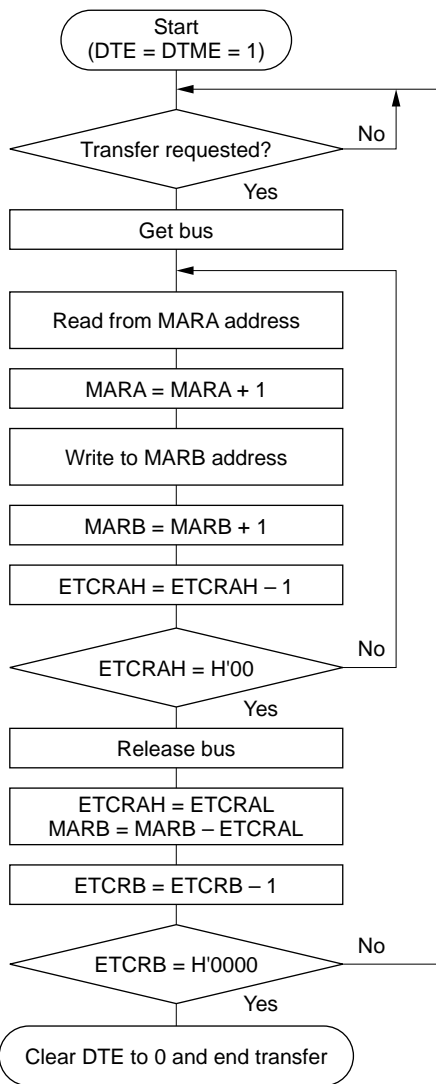 Start
(DTE = DTME = 1)
Transfer requested?
No
Yes
Get bus
Read from MARA address
MARA = MARA + 1
Write to MARB address
MARB = MARB + 1
ETCRAH = ETCRAH – 1
ETCRAH = H'00
No
Yes
Release bus
ETCRAH = ETCRAL
MARB = MARB – ETCRAL
ETCRB = ETCRB – 1
ETCRB = H'0000
No
Yes
Clear DTE to 0 and end transfer